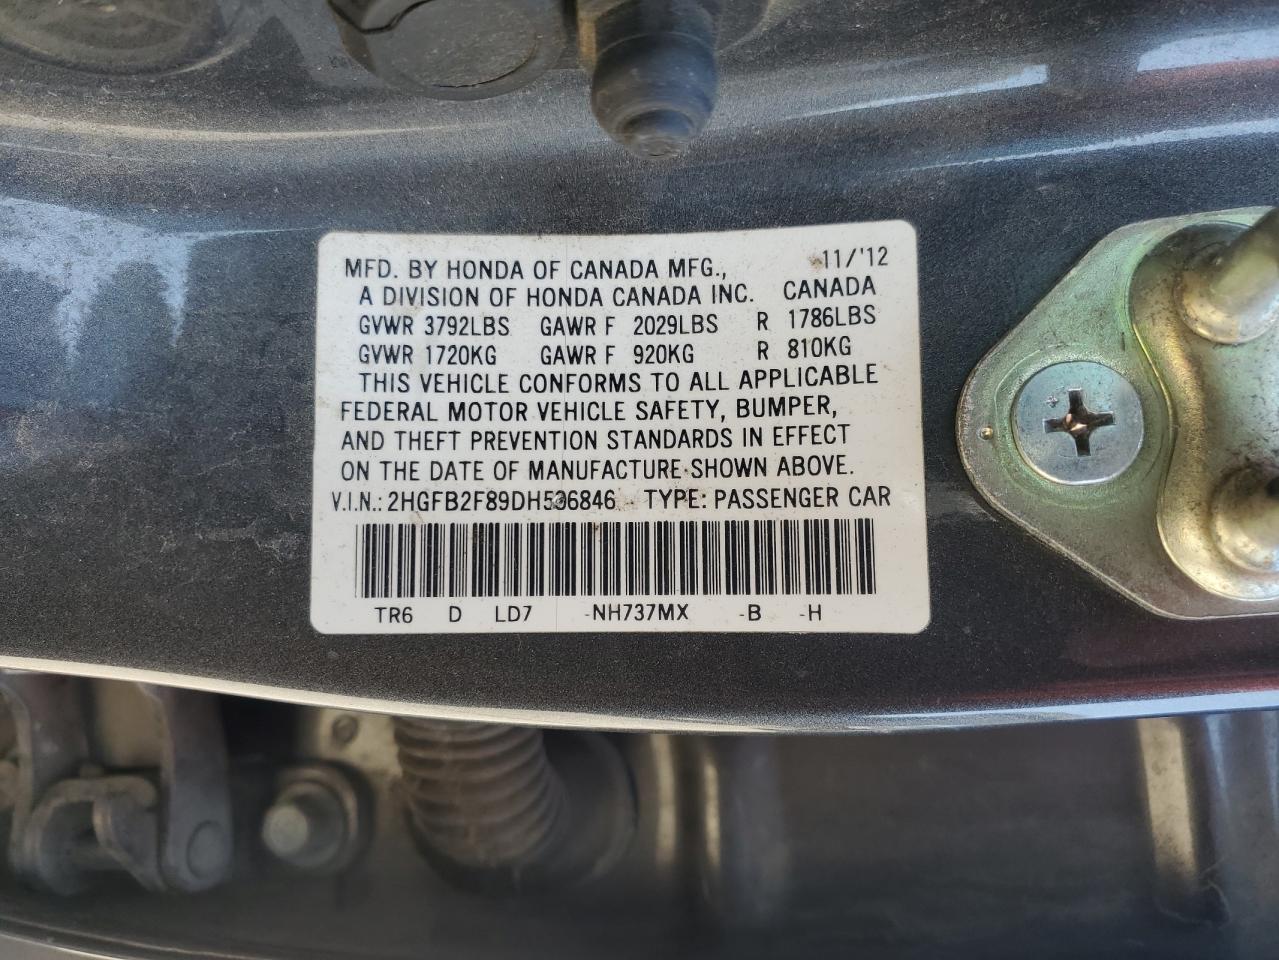 MFD. BY HONDA OF CANADA MFG., 11/'12
A DIVISION OF HONDA CANADA INC. CANADA
GVWR 3792LBS GAWR F 2029LBS R 1786LBS
GVWR 1720KG GAWR F 920KG R 810KG
THIS VEHICLE CONFORMS TO ALL APPLICABLE
FEDERAL MOTOR VEHICLE SAFETY, BUMPER,
AND THEFT PREVENTION STANDARDS IN EFFECT
ON THE DATE OF MANUFACTURE SHOWN ABOVE.
V.I.N.: 2HGFB2F89DH536846 TYPE: PASSENGER CAR
TR6 D LD7 -NH737MX -B -H